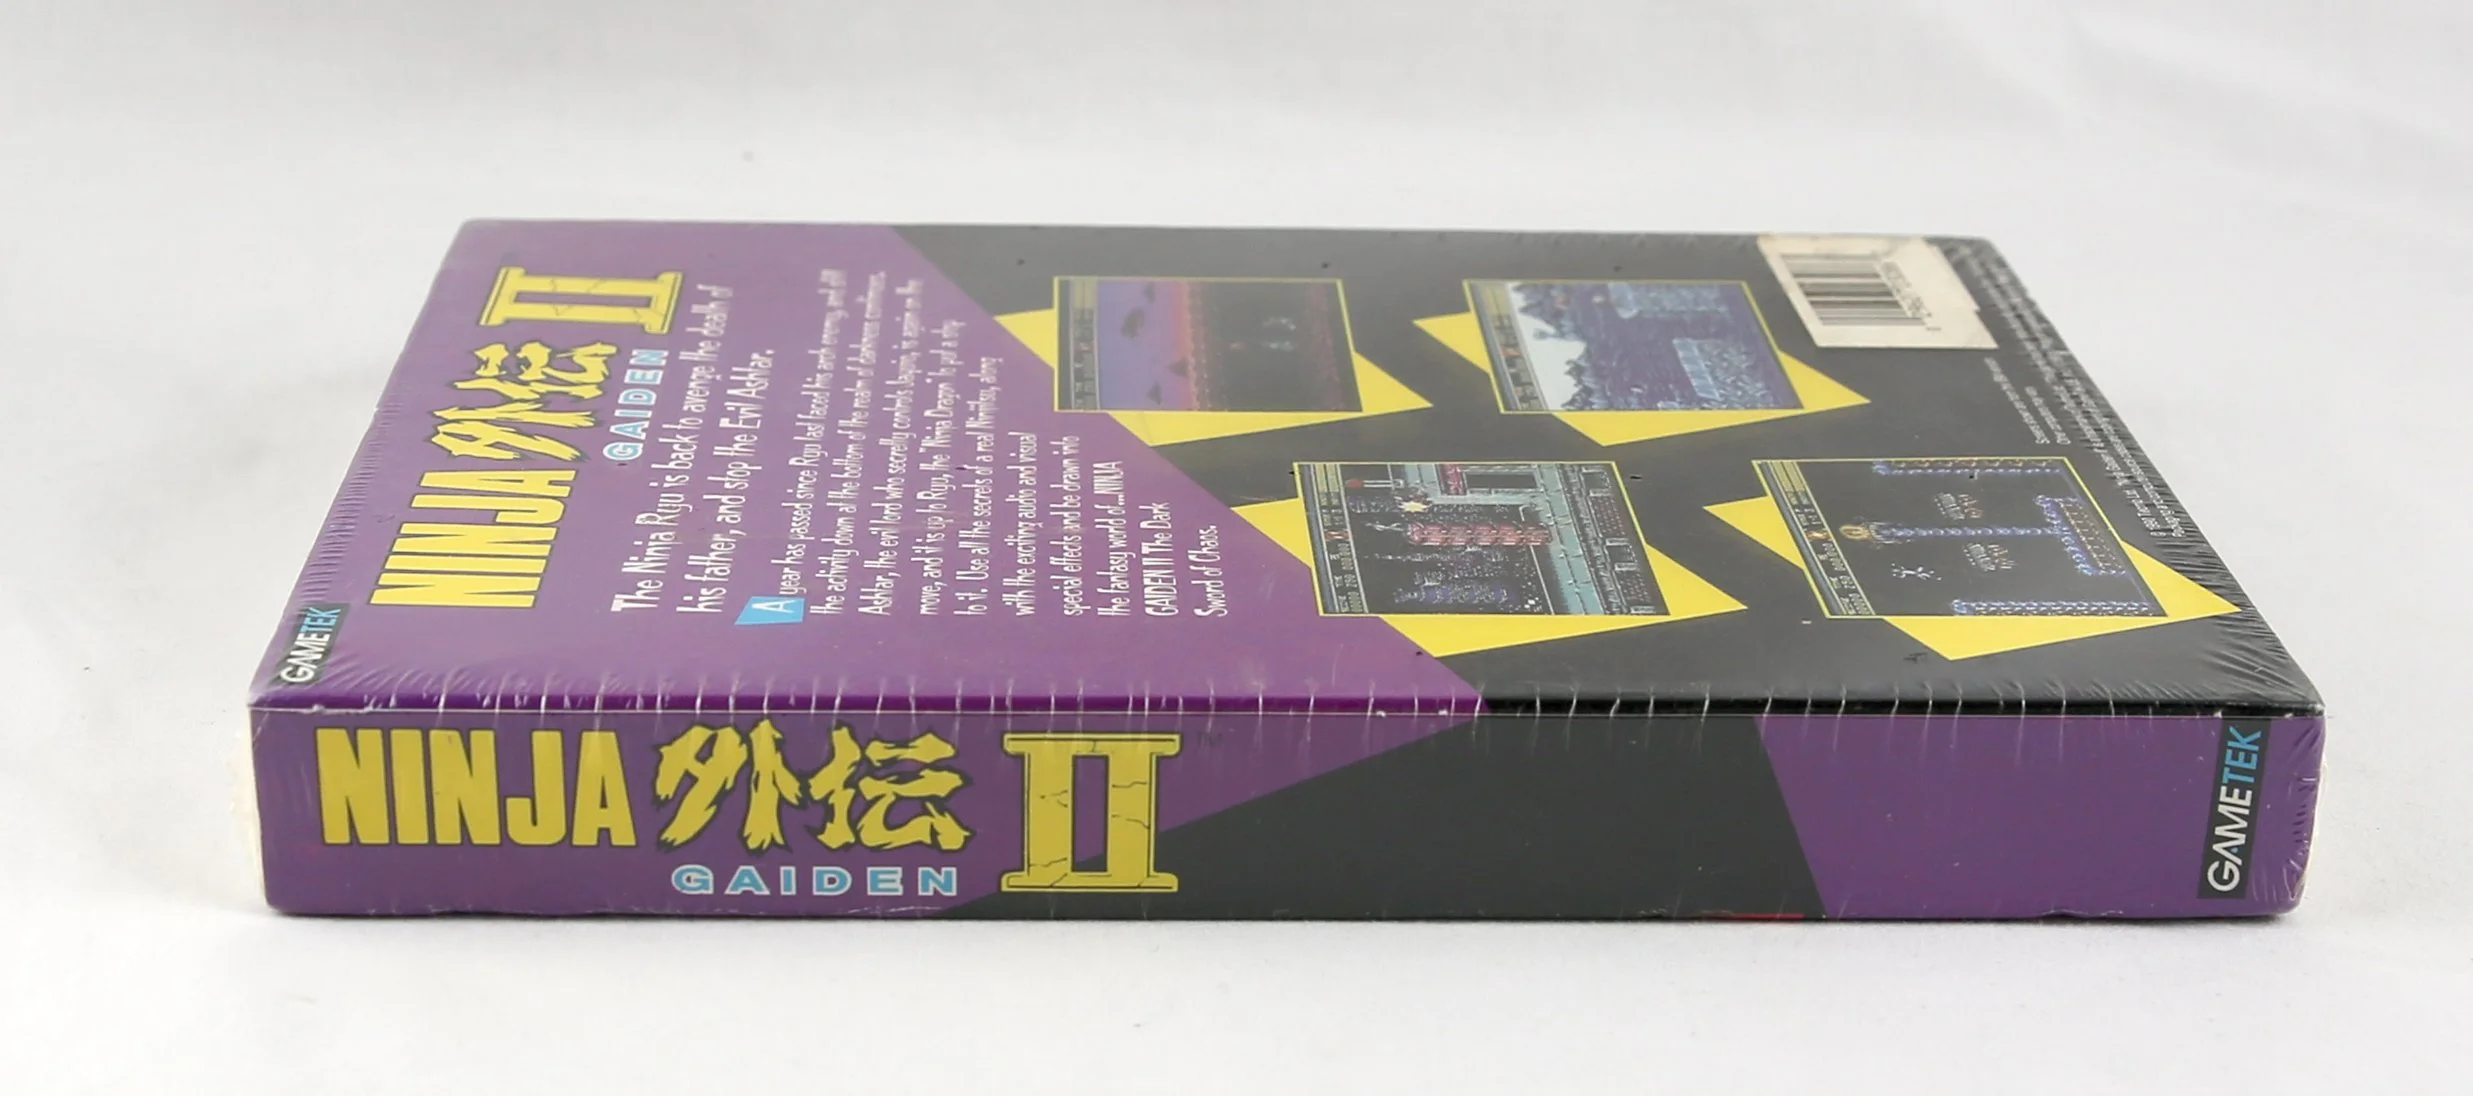 GAMETEK
NINJA 外伝 II
GAIDEN
The Ninja Ryu is back to avenge the death of
his father, and stop the Evil Ashtar.
A year has passed since Ryu last faced his arch enemy, and still
the activity down at the bottom of the realm of darkness continues.
Ashtar, the evil lord who secretly controls Jaquio, is again on the
move, and it is up to Ryu, the Ninja Dragon to put a stop
to it. Use all the secrets of a real Ninjitsu, along
with the exciting audio and visual
special effects and be drawn into
the fantasy world of...NINJA
GAIDEN II The Dark
Sword of Chaos.
NINJA 外伝 II TM
GAIDEN
GAMETEK